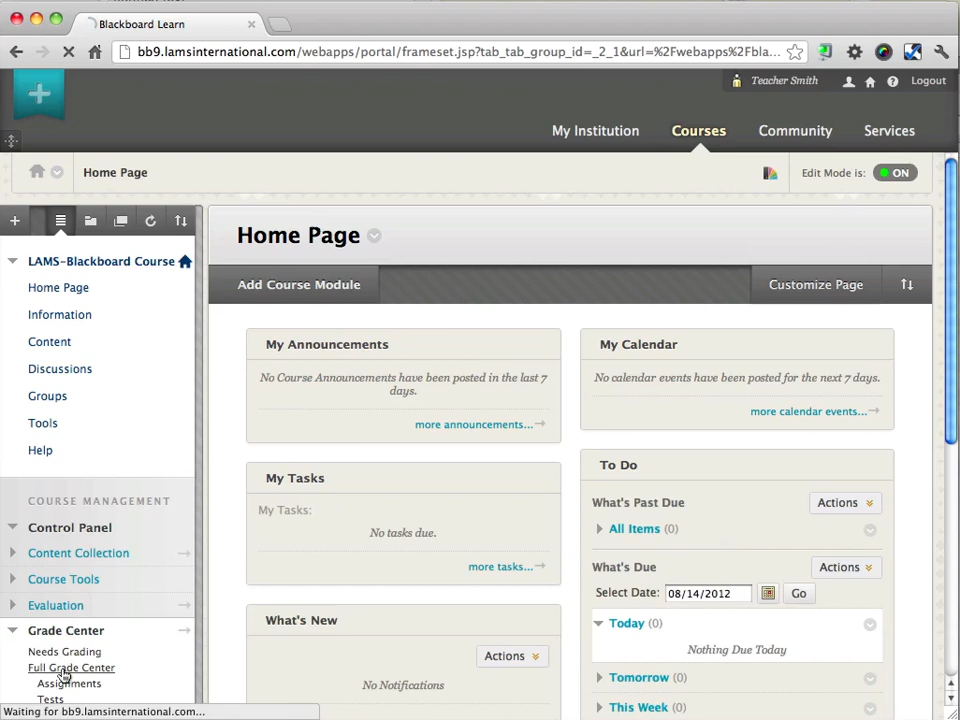 Blackboard Learn
bb9.lamsinternational.com/webapps/portal/frameset.jsp?tab_tab_group_id=_2_1&url=%2Fwebapps%2Fbla...
Teacher Smith
Logout
My Institution
Courses
Community
Services
Home Page
Edit Mode is:
ON
LAMS-Blackboard Course
Home Page
Information
Content
Discussions
Groups
Tools
Help
COURSE MANAGEMENT
Control Panel
Content Collection
Course Tools
Evaluation
Grade Center
Needs Grading
Full Grade Center
Assignments
Tests
Waiting for bb9.lamsinternational.com...
Home Page
Add Course Module
Customize Page
My Announcements
No Course Announcements have been posted in the last 7
days.
more announcements...
My Tasks
My Tasks:
No tasks due.
more tasks...
What's New
Actions
No Notifications
My Calendar
No calendar events have been posted for the next 7 days.
more calendar events...
To Do
What's Past Due
Actions
All Items (0)
What's Due
Actions
Select Date: 08/14/2012 Go
Today (0)
Nothing Due Today
Tomorrow (0)
This Week (0)